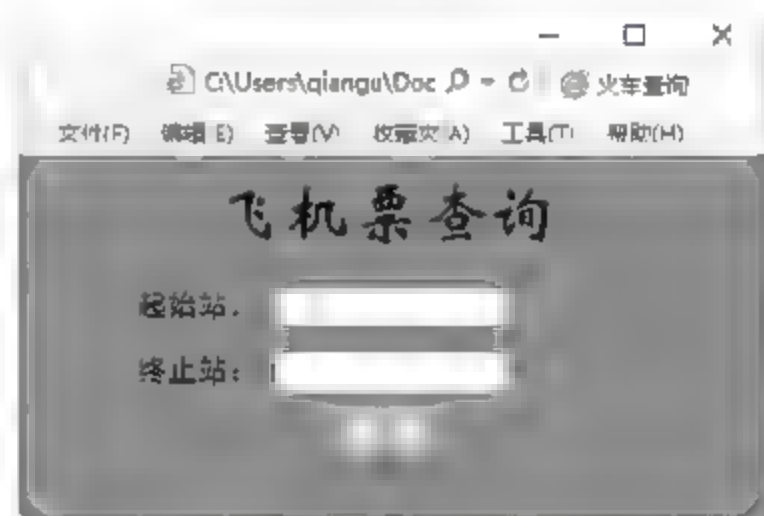 C:\Users\qiangu\Doc 火车查询
文件(F) 编辑(E) 查看(V) 收藏夹(A) 工具(T) 帮助(H)
飞机票查询
起始站：
终止站：